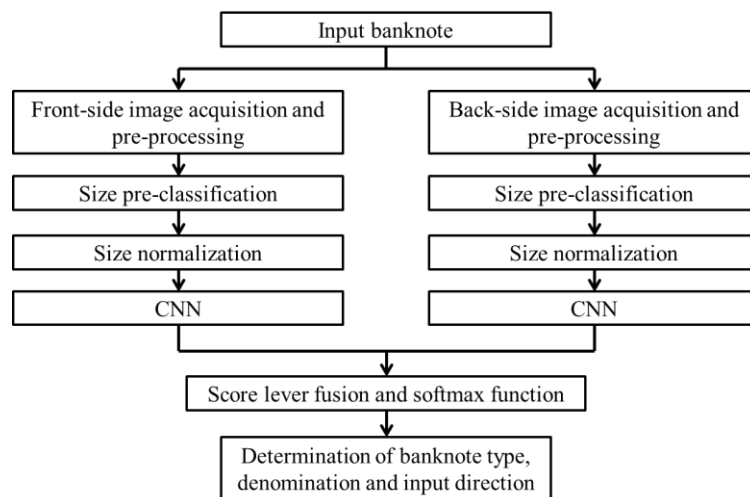 Input banknote
Front-side image acquisition and
pre-processing
Size pre-classification
Size normalization
CNN
Back-side image acquisition and
pre-processing
Size pre-classification
Size normalization
CNN
Score lever fusion and softmax function
Determination of banknote type,
denomination and input direction